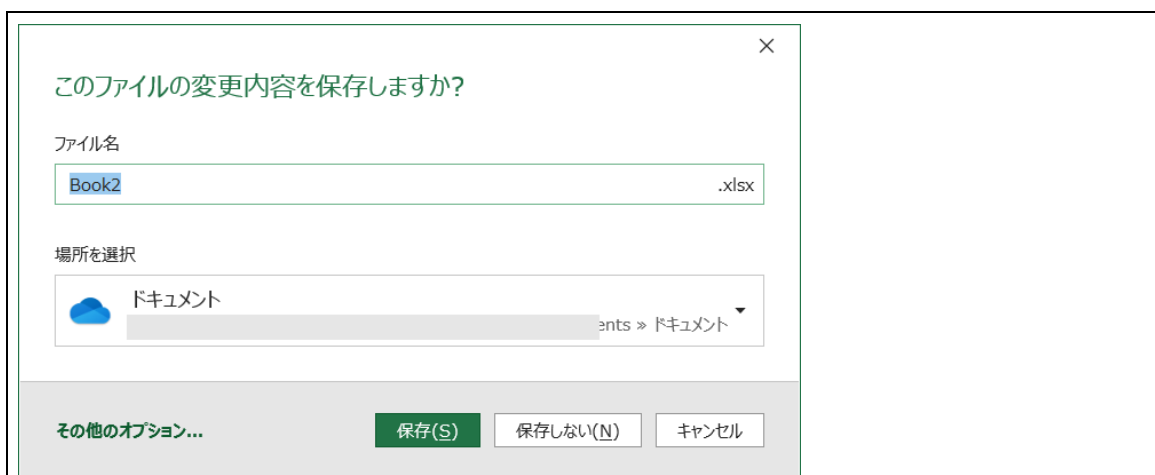 このファイルの変更内容を保存しますか?
ファイル名
Book2 .xlsx
場所を選択
ドキュメント
ents » ドキュメント
その他のオプション... 保存(S) 保存しない(N) キャンセル